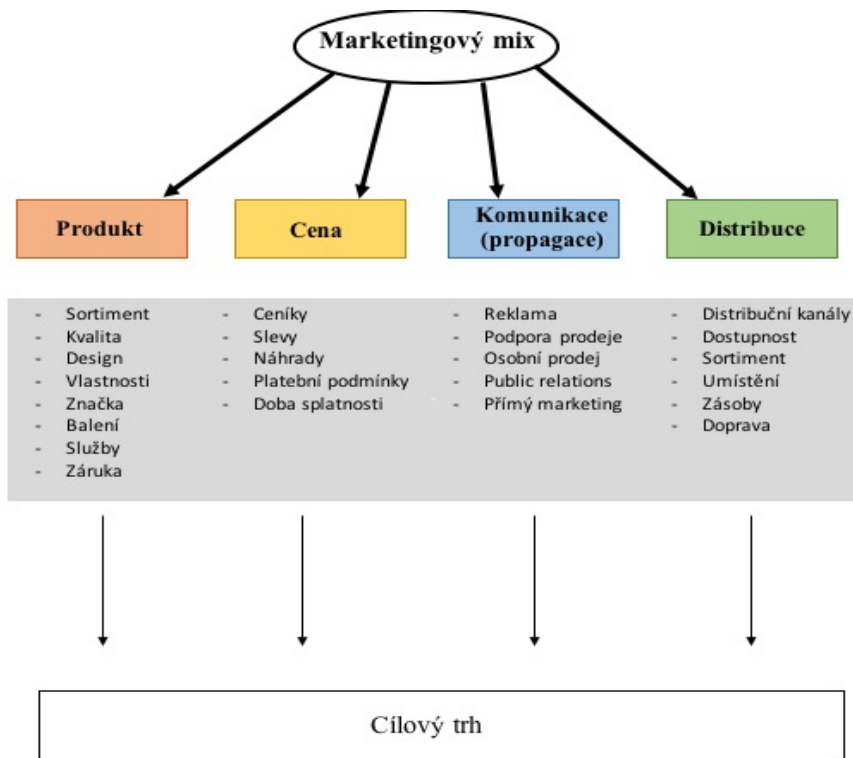 Marketingový mix
Produkt
Cena
Komunikace
(propagace)
Distribuce
- Sortiment
- Kvalita
- Design
- Vlastnosti
- Značka
- Balení
- Služby
- Záruka
- Ceníky
- Slevy
- Náhrady
- Platební podmínky
- Doba splatnosti
- Reklama
- Podpora prodeje
- Osobní prodej
- Public relations
- Přímý marketing
- Distribuční kanály
- Dostupnost
- Sortiment
- Umístění
- Zásoby
- Doprava
Cílový trh